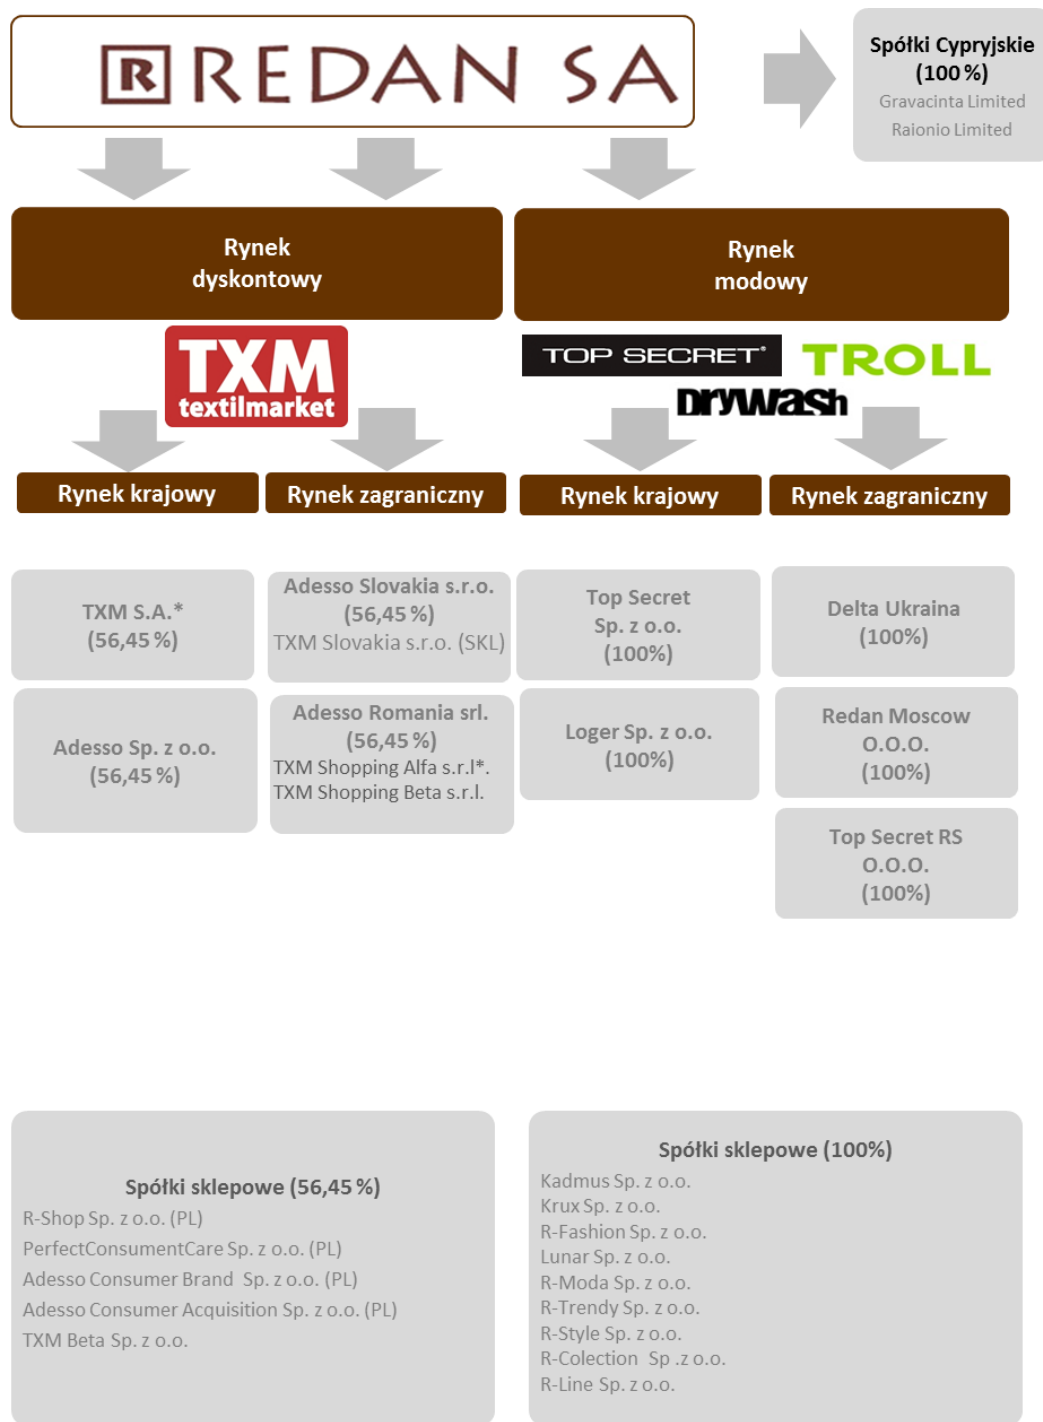 R REDAN SA
Spółki Cypryjskie
(100 %)
Gravacinta Limited
Raionio Limited
Rynek
dyskontowy
Rynek
modowy
TXM
textilmarket
TOP SECRET®
TROLL
Drywash
Rynek krajowy
Rynek zagraniczny
Rynek krajowy
Rynek zagraniczny
TXM S.A.*
(56,45 %)
Adesso Slovakia s.r.o.
(56,45 %)
TXM Slovakia s.r.o. (SKL)
Top Secret
Sp. z o.o.
(100%)
Delta Ukraina
(100%)
Adesso Sp. z o.o.
(56,45 %)
Adesso Romania srl.
(56,45 %)
TXM Shopping Alfa s.r.l*.
TXM Shopping Beta s.r.l.
Loger Sp. z o.o.
(100%)
Redan Moscow
O.O.O.
(100%)
Top Secret RS
O.O.O.
(100%)
Spółki sklepowe (56,45 %)
R-Shop Sp. z o.o. (PL)
PerfectConsumentCare Sp. z o.o. (PL)
Adesso Consumer Brand  Sp. z o.o. (PL)
Adesso Consumer Acquisition Sp. z o.o. (PL)
TXM Beta Sp. z o.o.
Spółki sklepowe (100%)
Kadmus Sp. z o.o.
Krux Sp. z o.o.
R-Fashion Sp. z o.o.
Lunar Sp. z o.o.
R-Moda Sp. z o.o.
R-Trendy Sp. z o.o.
R-Style Sp. z o.o.
R-Colection  Sp .z o.o.
R-Line Sp. z o.o.